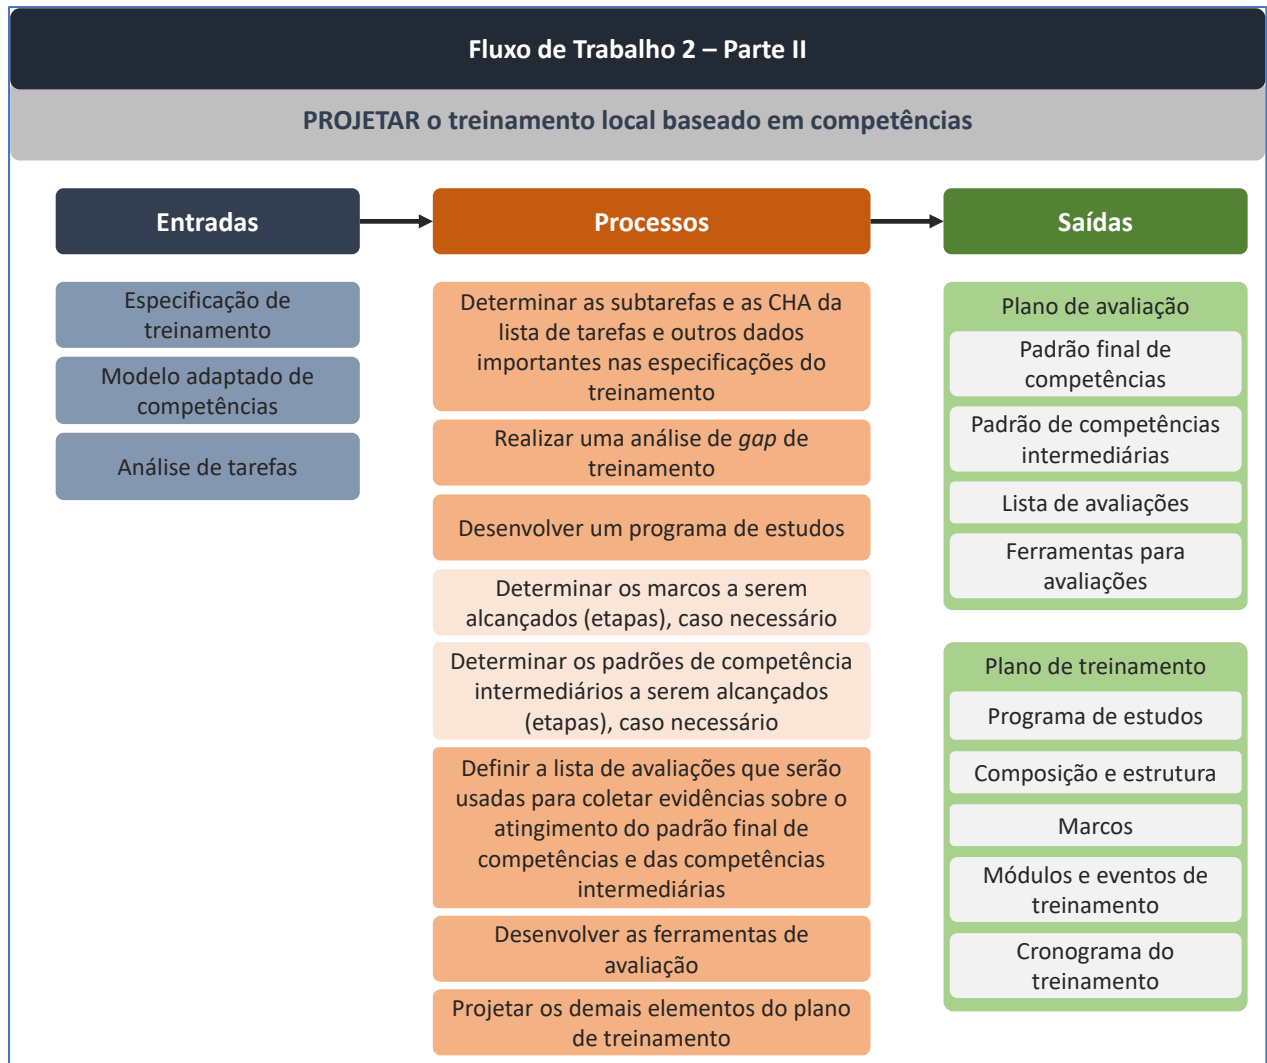 Fluxo de Trabalho 2 – Parte II
PROJETAR o treinamento local baseado em competências
Entradas
Especificação de
treinamento
Modelo adaptado de
competências
Análise de tarefas
Processos
Determinar as subtarefas e as CHA da
lista de tarefas e outros dados
importantes nas especificações do
treinamento
Realizar uma análise de gap de
treinamento
Desenvolver um programa de estudos
Determinar os marcos a serem
alcançados (etapas), caso necessário
Determinar os padrões de competência
intermediários a serem alcançados
(etapas), caso necessário
Definir a lista de avaliações que serão
usadas para coletar evidências sobre o
atingimento do padrão final de
competências e das competências
intermediárias
Desenvolver as ferramentas de
avaliação
Projetar os demais elementos do plano
de treinamento
Saídas
Plano de avaliação
Padrão final de
competências
Padrão de competências
intermediárias
Lista de avaliações
Ferramentas para
avaliações
Plano de treinamento
Programa de estudos
Composição e estrutura
Marcos
Módulos e eventos de
treinamento
Cronograma do
treinamento